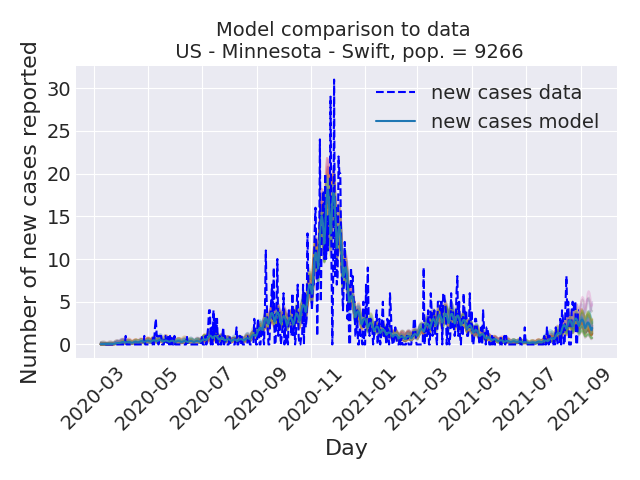 Model comparison to data
US - Minnesota - Swift, pop. = 9266
Number of new cases reported
30
25
20
15
10
5
0
new cases data
new cases model
2020-03
2020-05
2020-07
2020-09
2020-11
2021-01
2021-03
2021-05
2021-07
2021-09
Day